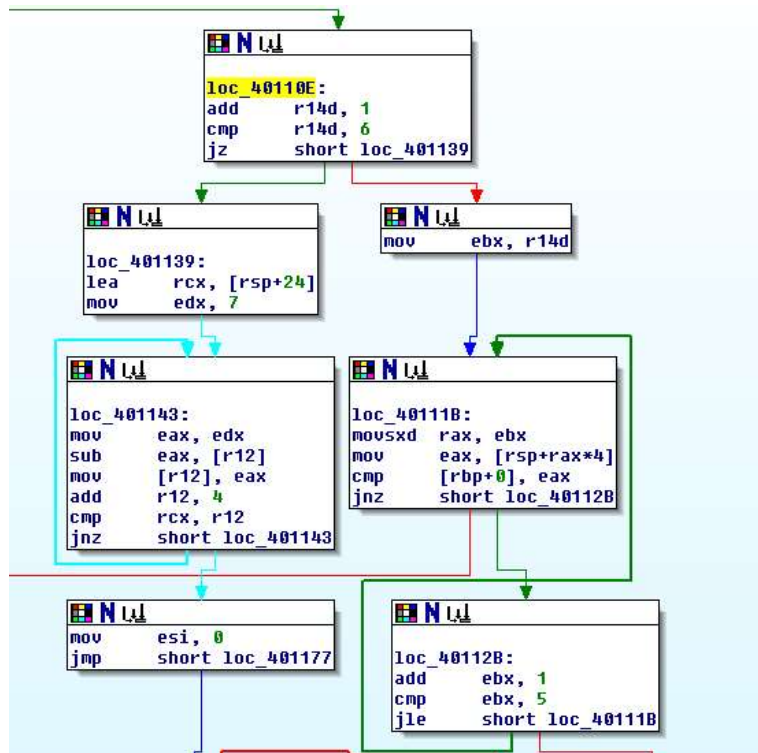 loc_40110E:
add r14d, 1
cmp r14d, 6
jz short loc_401139
loc_401139:
lea rcx, [rsp+24]
mov edx, 7
mov ebx, r14d
loc_401143:
mov eax, edx
sub eax, [r12]
mov [r12], eax
add r12, 4
cmp rcx, r12
jnz short loc_401143
loc_40111B:
movsxd rax, ebx
mov eax, [rsp+rax*4]
cmp [rbp+0], eax
jnz short loc_40112B
mov esi, 0
jmp short loc_401177
loc_40112B:
add ebx, 1
cmp ebx, 5
jle short loc_40111B